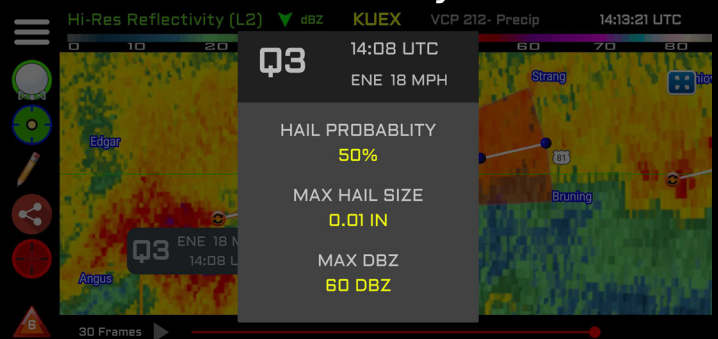 Hi-Res Reflectivity (L2) dBZ KUEX VCP 212- Precip 14:13:21 UTC
0 10 20 60 70 80
Q3 14:08 UTC
ENE 18 MPH
Strang
Edgar
HAIL PROBABLITY
50%
81
MAX HAIL SIZE
0.01 IN
Bruning
Q3 ENE 18 M
14:08 U
MAX DBZ
60 DBZ
Angus
6
30 Frames